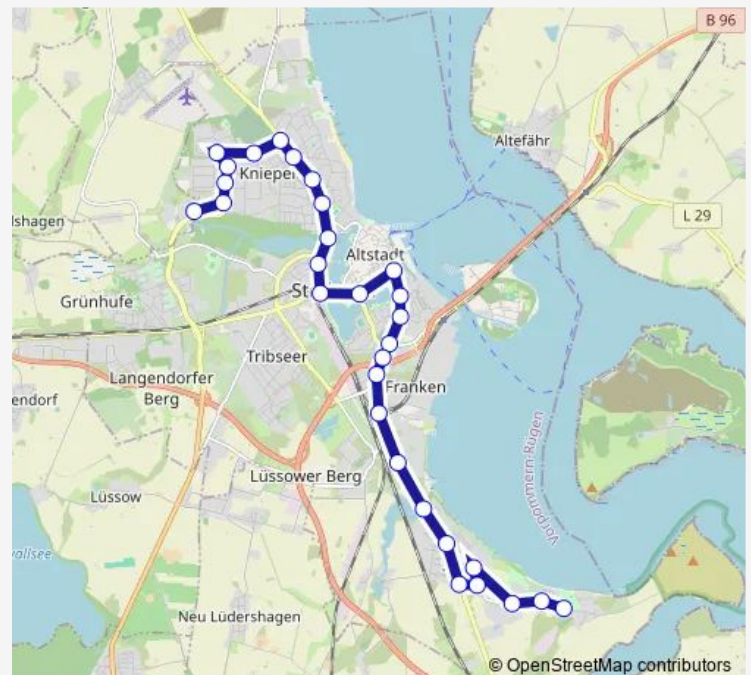 B 96
Altefähr
Kniepe
L 29
lshagen
Altstadt
Grünhufe
St
Tribseer
Langendorfer
Berg
Franken
endorf
Lüssower Berg
Lüssow
Vorpommern-Rügen
vallsee
Neu Lüdershagen
© OpenStreetMap contributors